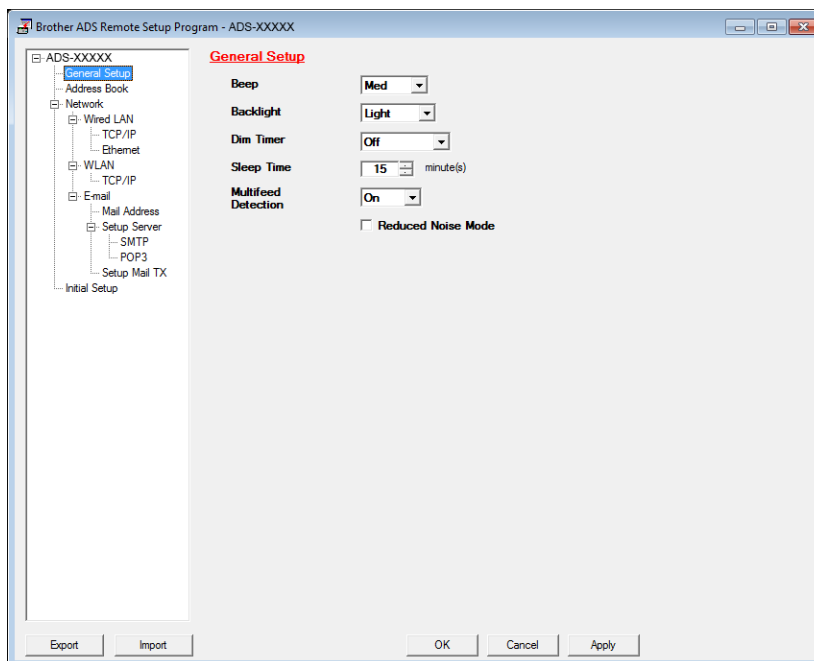 Brother ADS Remote Setup Program - ADS-XXXXX
ADS-XXXXX
General Setup
Address Book
Network
Wired LAN
TCP/IP
Ethernet
WLAN
TCP/IP
E-mail
Mail Address
Setup Server
SMTP
POP3
Setup Mail TX
Initial Setup
General Setup
Beep Med
Backlight Light
Dim Timer Off
Sleep Time 15 minute(s)
Multifeed
Detection On
Reduced Noise Mode
Export Import OK Cancel Apply